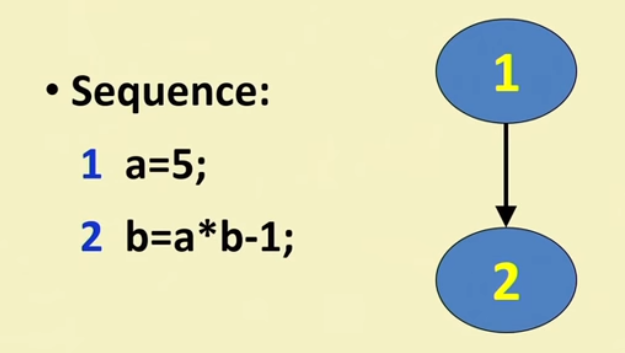 • Sequence:
1 a=5;
2 b=a*b-1;
1
2